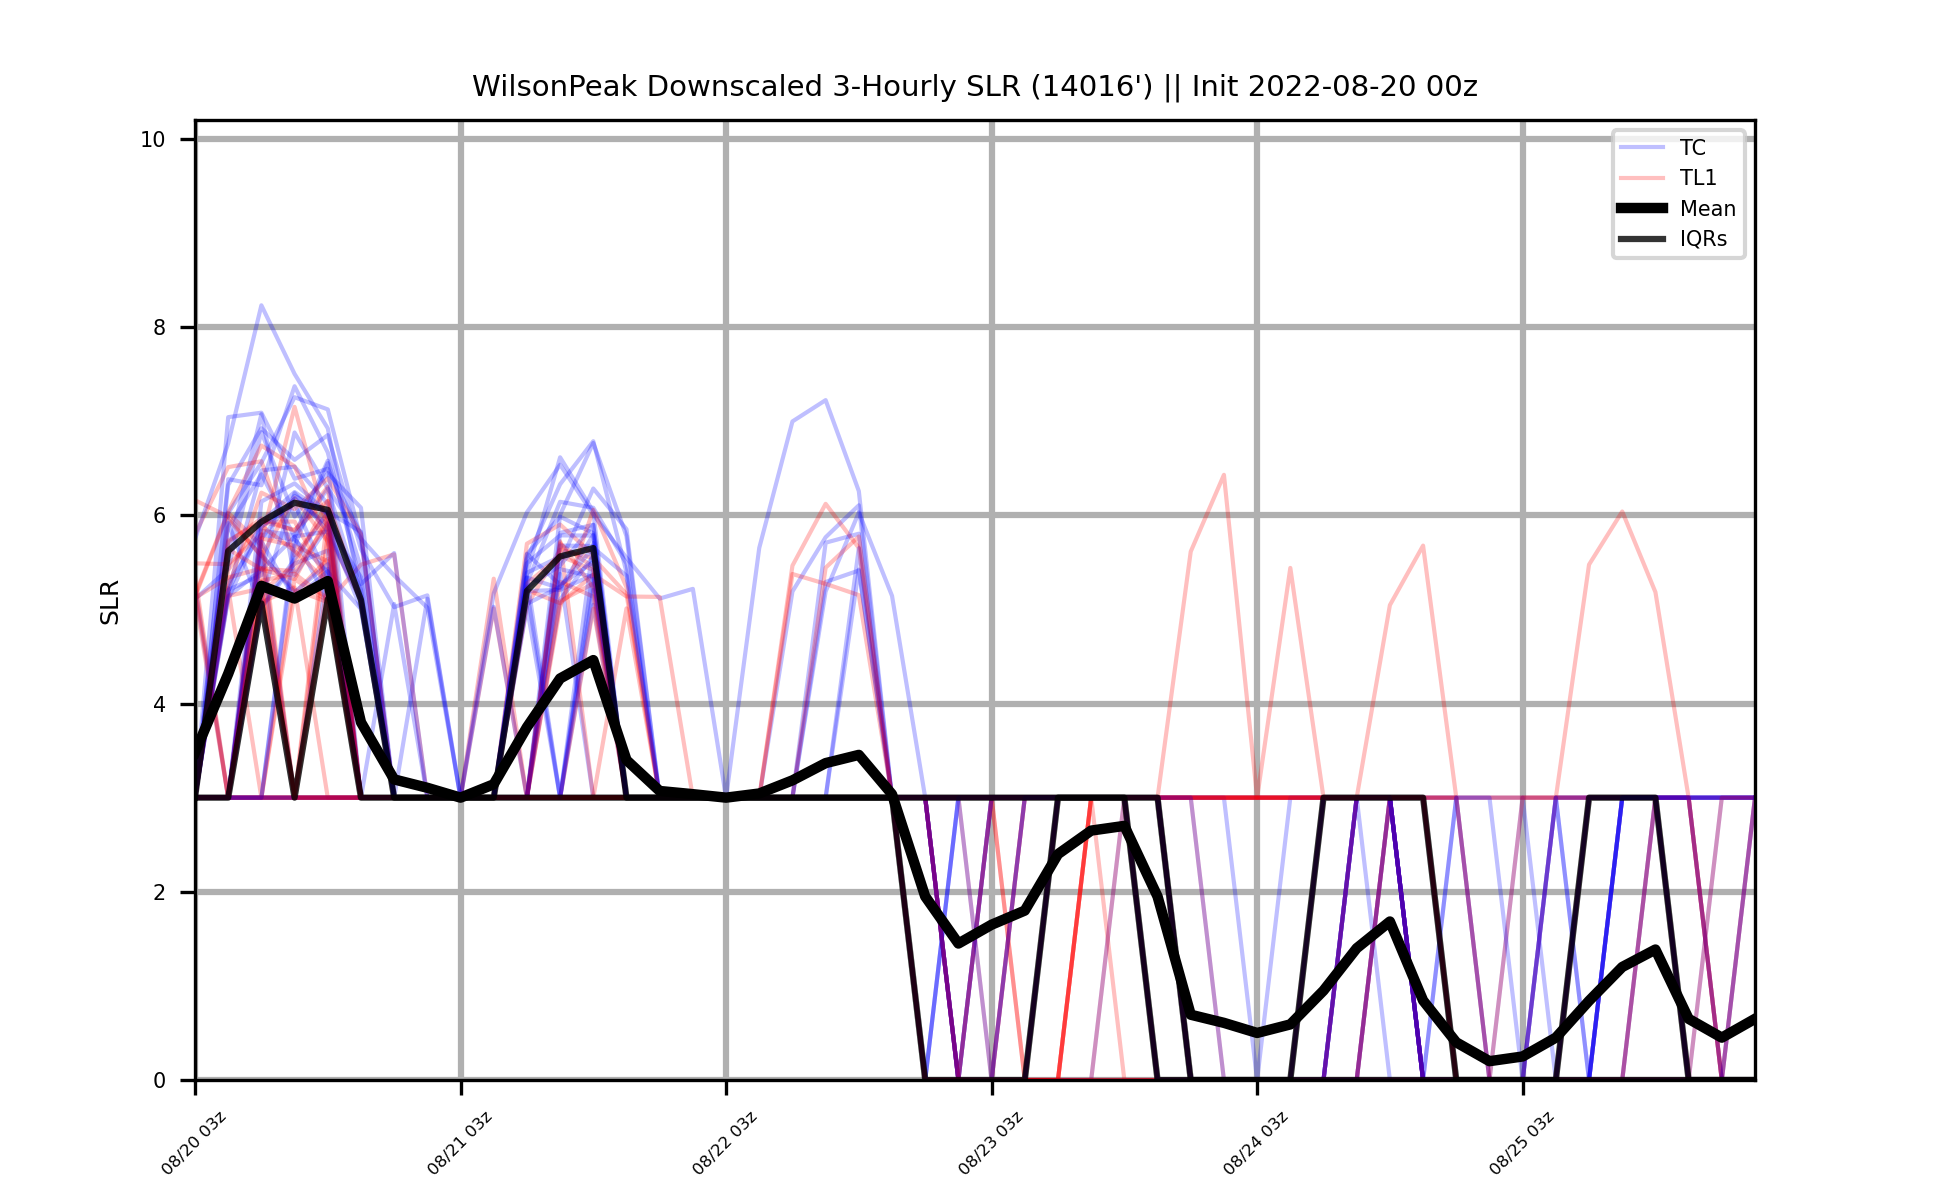 WilsonPeak Downscaled 3-Hourly SLR (14016') || Init 2022-08-20 00z
TC
TL1
Mean
IQRs
SLR
10
8
6
4
2
0
08/20 03z
08/21 03z
08/22 03z
08/23 03z
08/24 03z
08/25 03z